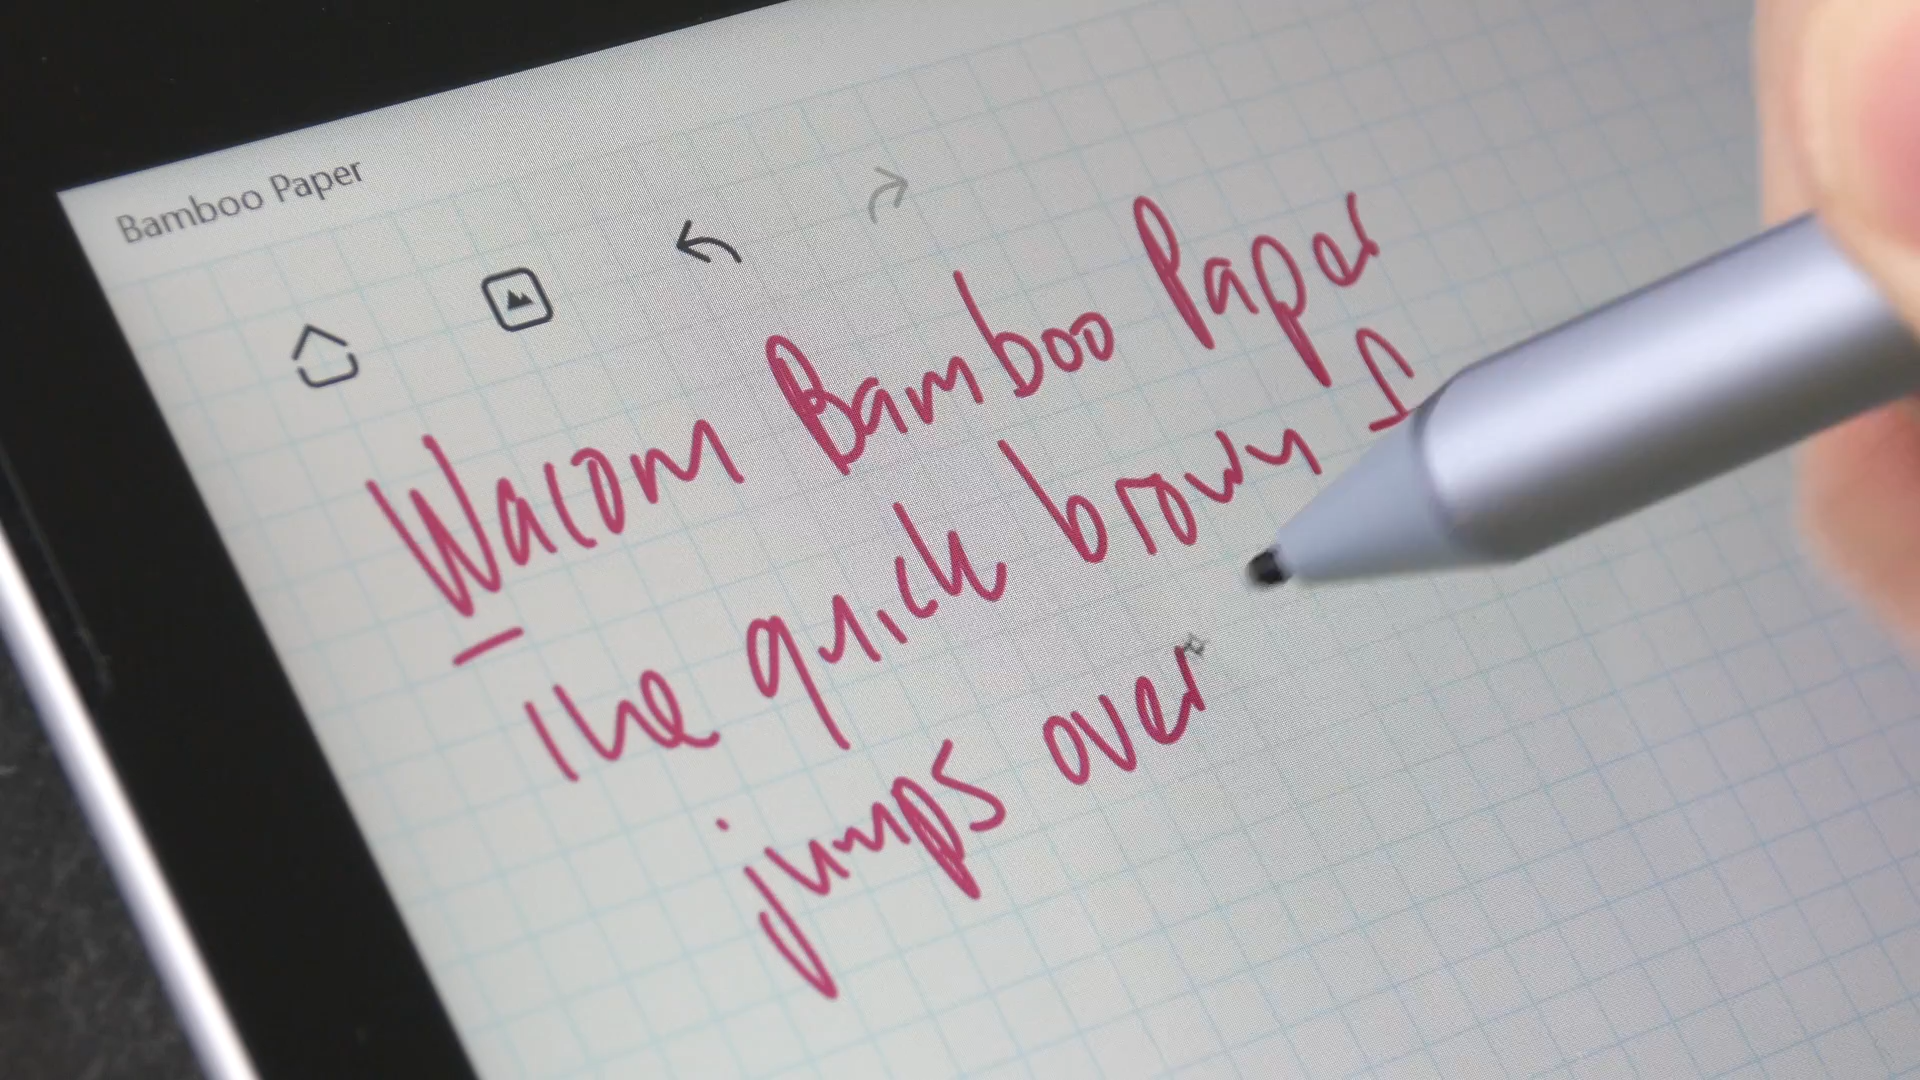 Bamboo Paper
Wacom Bamboo Paper
The quick brown
jumps over